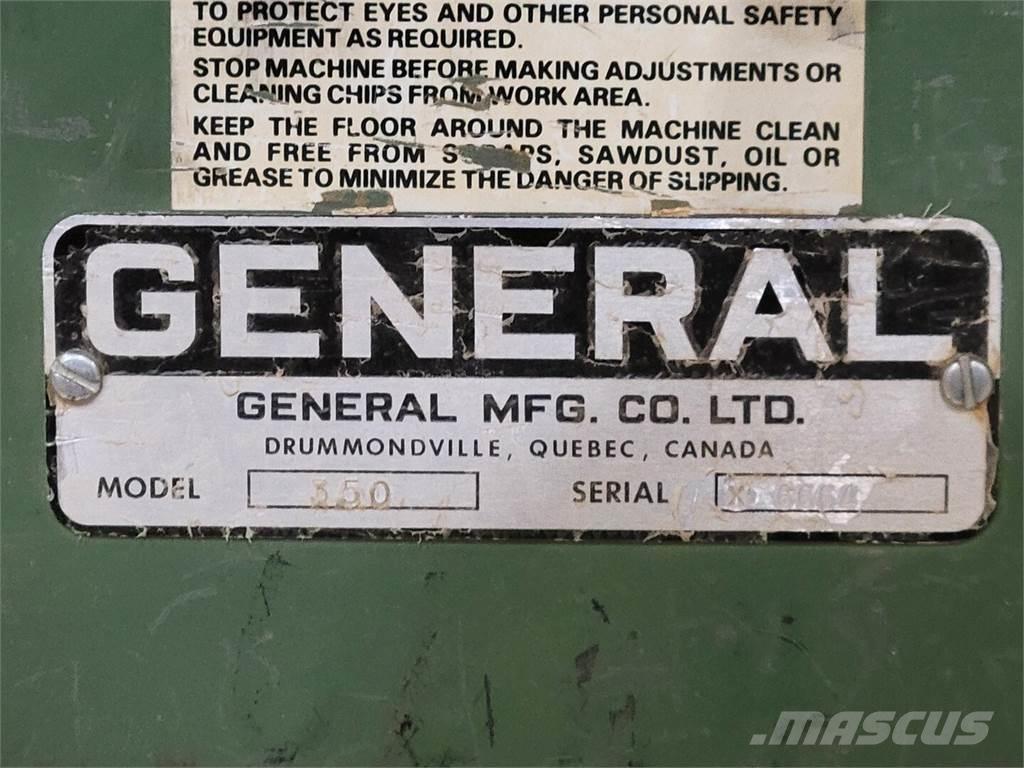 TO PROTECT EYES AND OTHER PERSONAL SAFETY
EQUIPMENT AS REQUIRED.
STOP MACHINE BEFORE MAKING ADJUSTMENTS OR
CLEANING CHIPS FROM WORK AREA.
KEEP THE FLOOR AROUND THE MACHINE CLEAN
AND FREE FROM SCRAPS, SAWDUST, OIL OR
GREASE TO MINIMIZE THE DANGER OF SLIPPING.
GENERAL
GENERAL MFG. CO. LTD.
DRUMMONDVILLE, QUEBEC, CANADA
MODEL 350 SERIAL
MASCUS